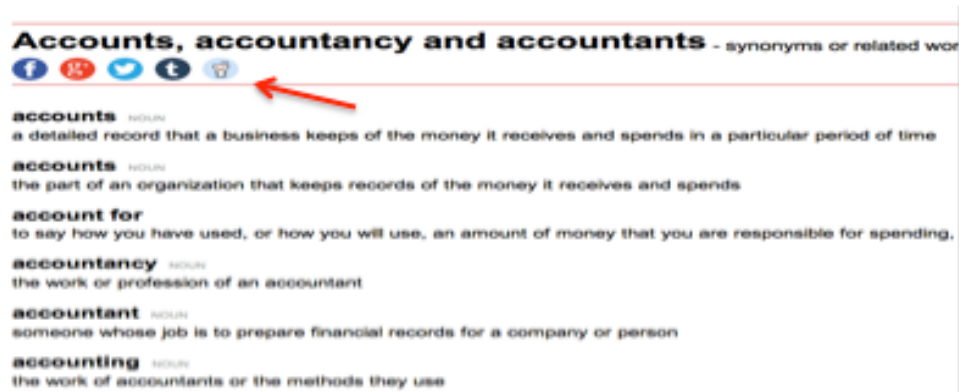 Accounts, accountancy and accountants - synonyms or related wor
f g+ t
accounts NOUN
a detailed record that a business keeps of the money it receives and spends in a particular period of time
accounts NOUN
the part of an organization that keeps records of the money it receives and spends
account for
to say how you have used, or how you will use, an amount of money that you are responsible for spending,
accountancy NOUN
the work or profession of an accountant
accountant NOUN
someone whose job is to prepare financial records for a company or person
accounting NOUN
the work of accountants or the methods they use